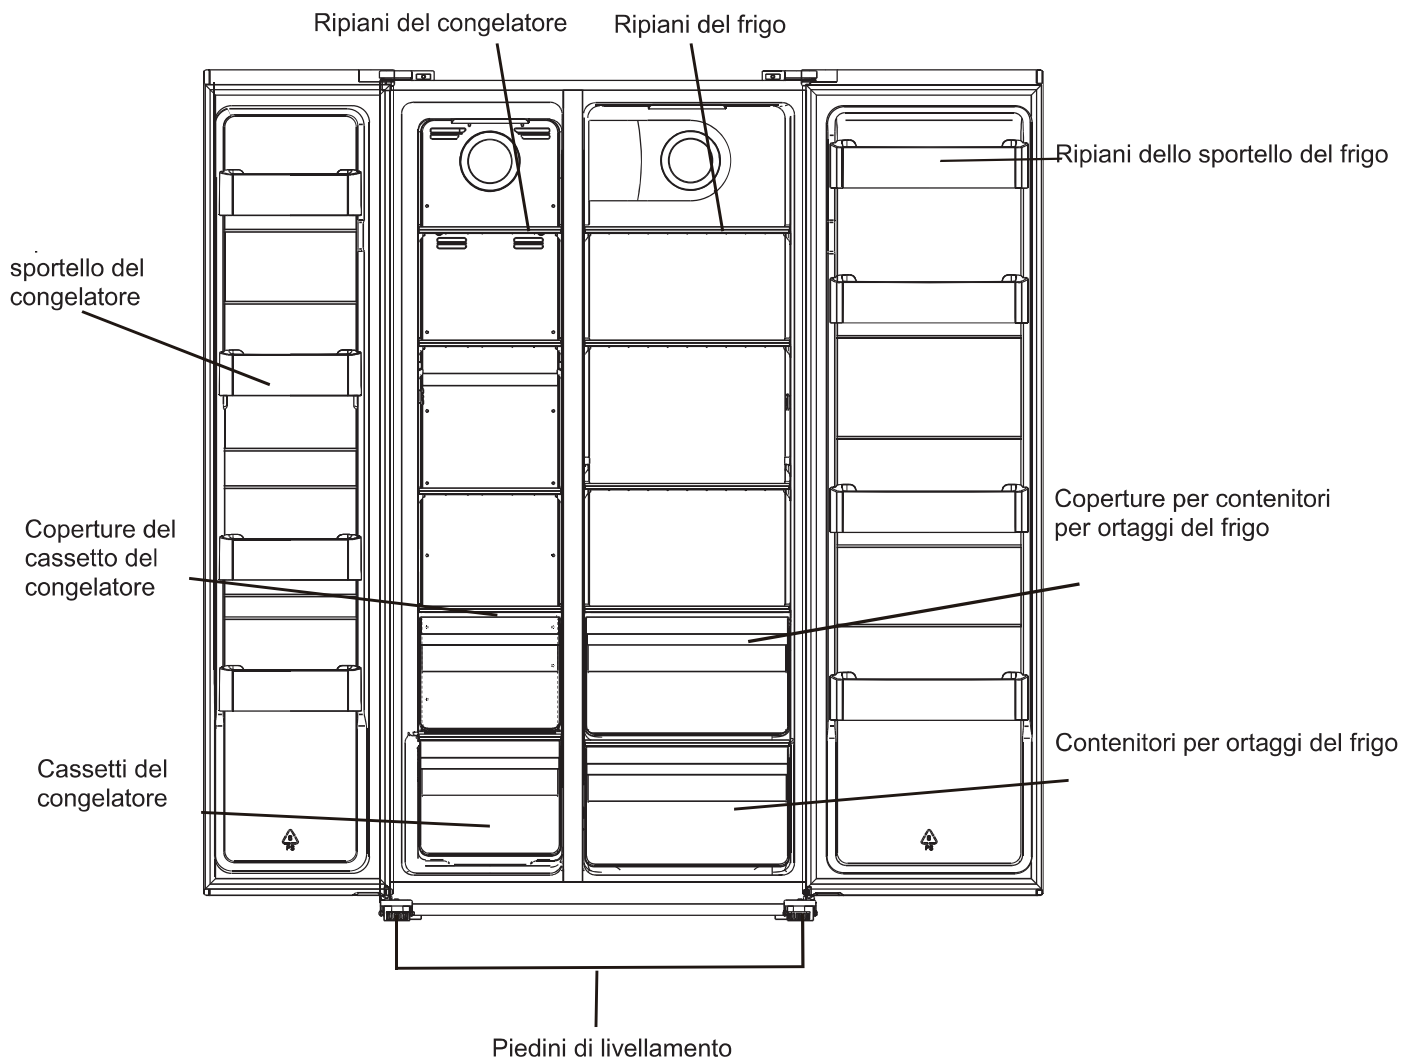 Ripiani del congelatore
Ripiani del frigo
Ripiani dello sportello del frigo
sportello del
congelatore
Coperture per contenitori
per ortaggi del frigo
Coperture del
cassetto del
congelatore
Contenitori per ortaggi del frigo
Cassetti del
congelatore
Piedini di livellamento